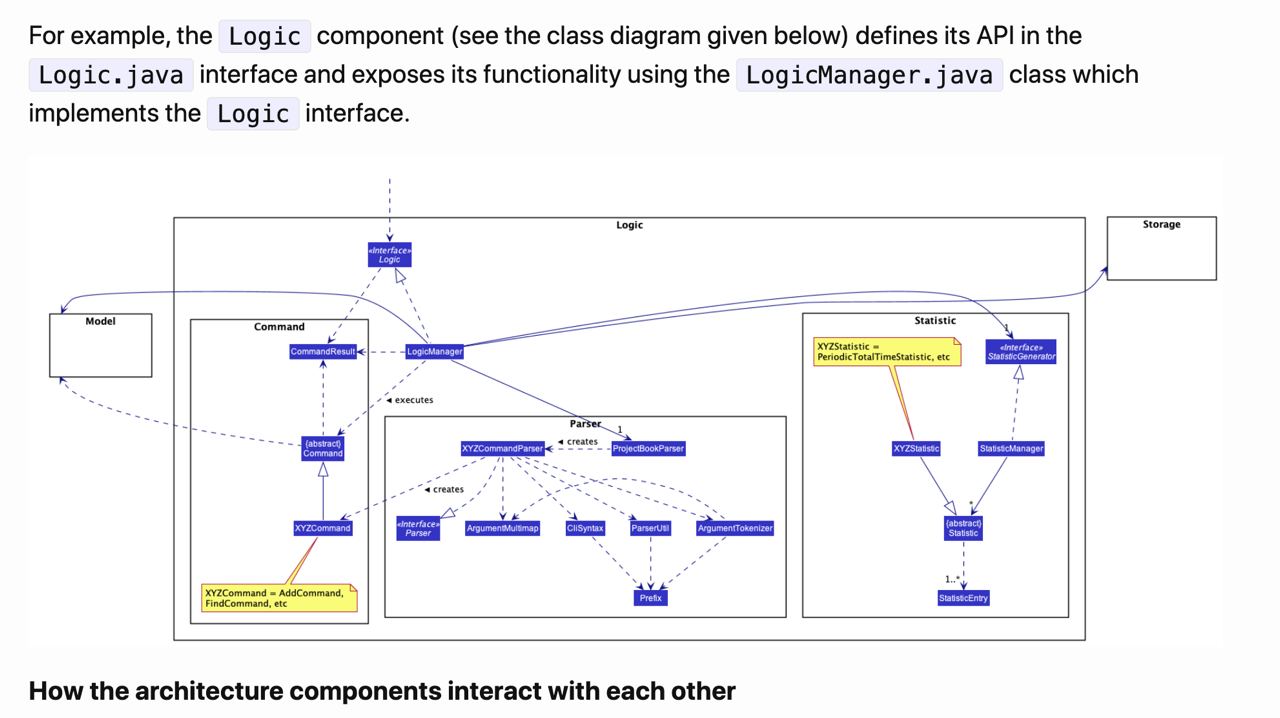 For example, the Logic component (see the class diagram given below) defines its API in the
Logic.java interface and exposes its functionality using the LogicManager.java class which
implements the Logic interface.
Logic
Storage
«Interface»
Logic
Model
Command
Statistic
CommandResult
LogicManager
1
XYZStatistic =
PeriodicTotalTimeStatistic, etc
«Interface»
StatisticGenerator
◄ executes
Parser
1
{abstract}
Command
XYZCommandParser
◄ creates
ProjectBookParser
XYZStatistic
StatisticManager
◄ creates
*
XYZCommand
«Interface»
Parser
ArgumentMultimap
CliSyntax
ParserUtil
ArgumentTokenizer
{abstract}
Statistic
1..*
XYZCommand = AddCommand,
FindCommand, etc
Prefix
StatisticEntry
How the architecture components interact with each other